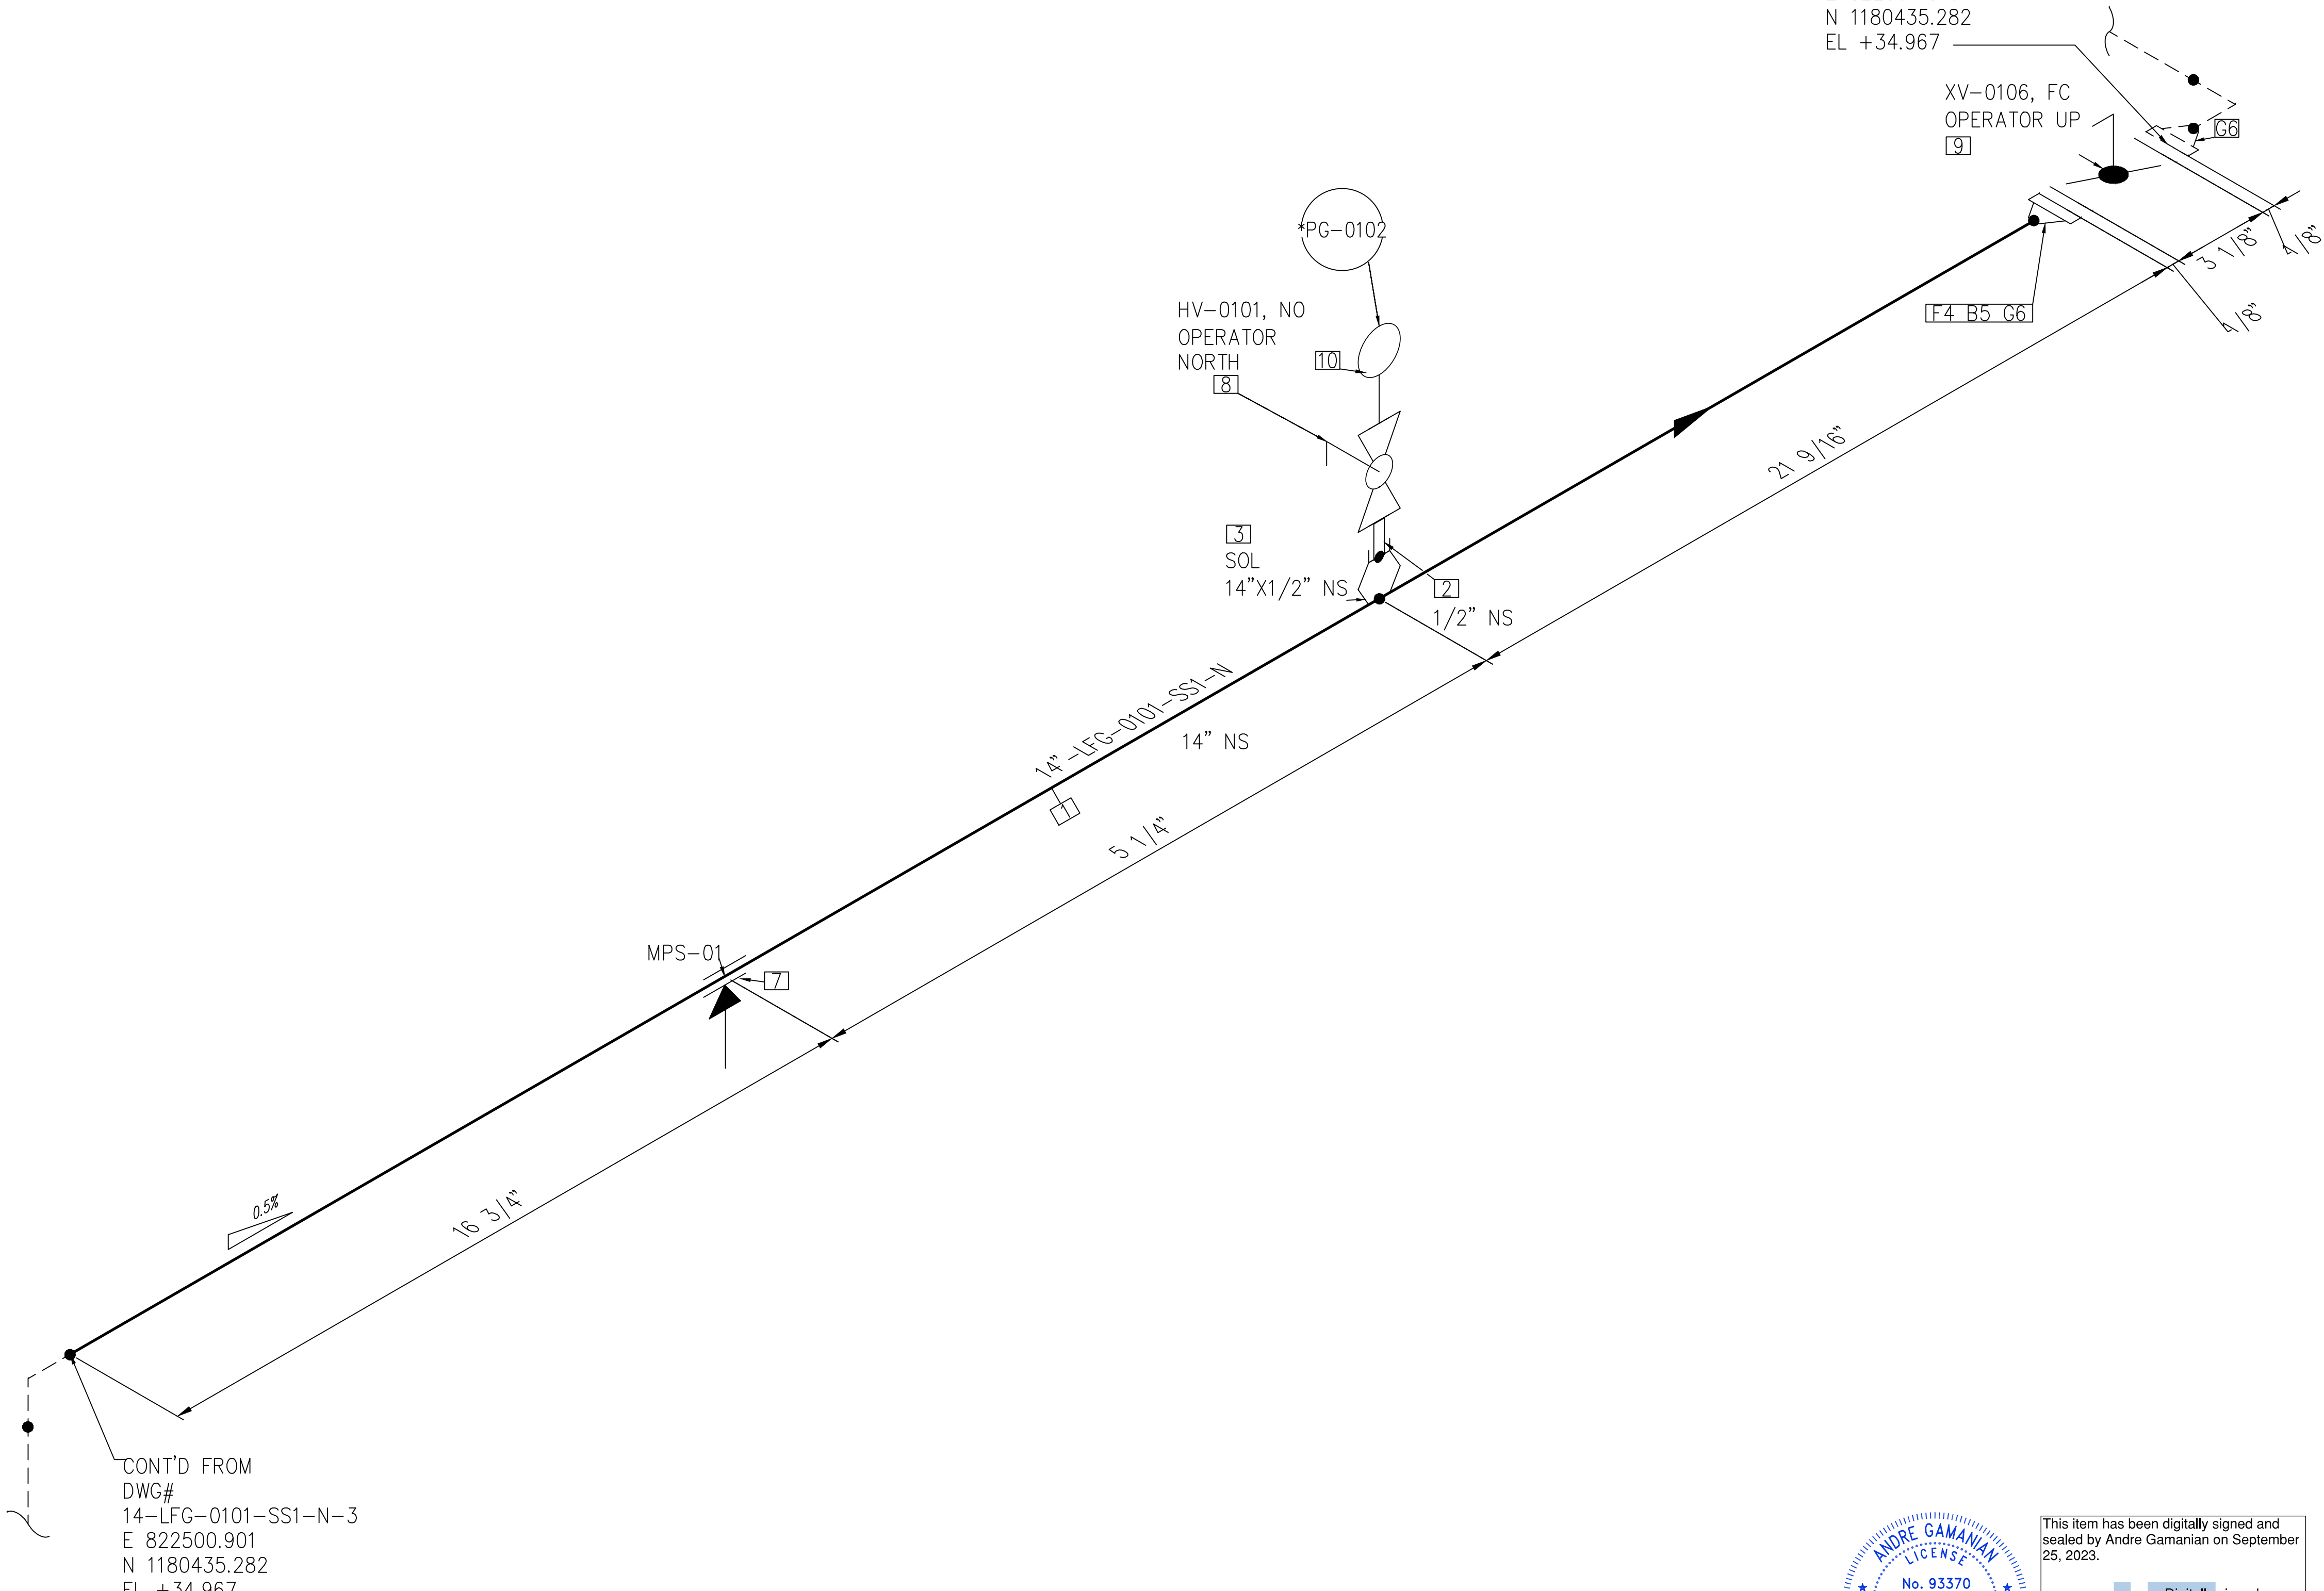 N 1180435.282
EL +34.967
XV-0106, FC
OPERATOR UP
9
G6
*PG-0102
HV-0101, NO
OPERATOR
NORTH
8
10
3 1/8"
1/8"
F4 B5 G6
1/8"
21 9/16"
3
SOL
14"X1/2" NS
2
1/2" NS
14"-LFG-0101-SS1-N
14" NS
1
5 1/4"
MPS-01
7
0.5%
16 3/4"
CONT'D FROM
DWG#
14-LFG-0101-SS1-N-3
E 822500.901
N 1180435.282
EL +34.967
ANDRE GAMANIAN
LICENSE
No. 93370
This item has been digitally signed and
sealed by Andre Gamanian on September
25, 2023.